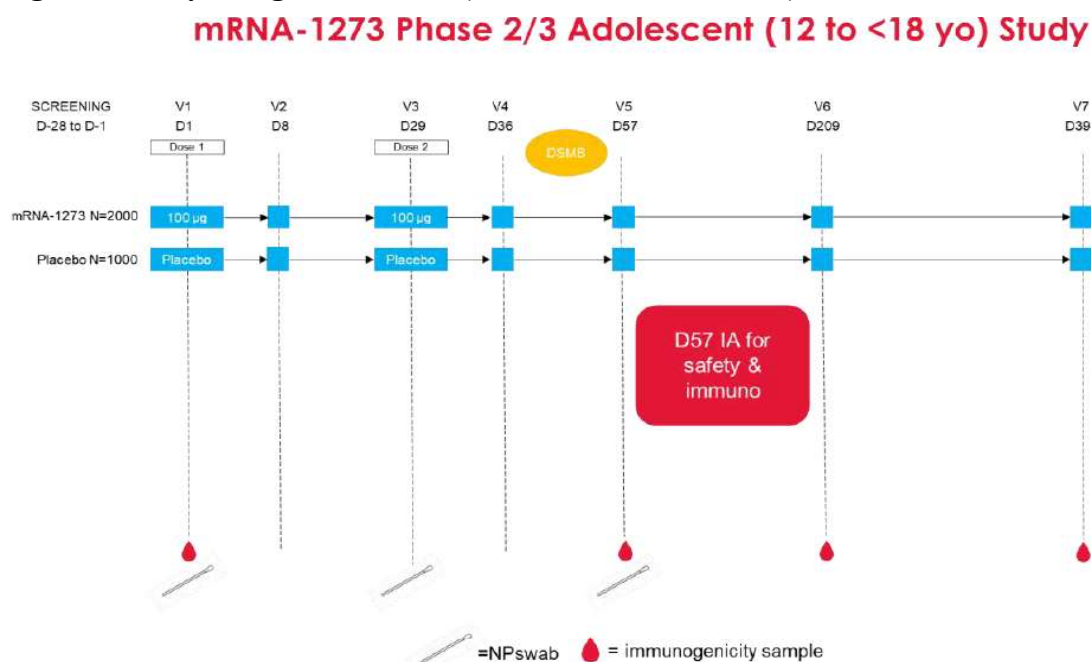 mRNA-1273 Phase 2/3 Adolescent (12 to <18 yo) Study
SCREENING V1 V2 V3 V4 V5 V6 V7
D-28 to D-1 D1 D8 D29 D36 D57 D209 D39
Dose 1 Dose 2
DSMB
mRNA-1273 N=2000 100 µg 100 µg
Placebo N=1000 Placebo Placebo
D57 IA for
safety &
immuno
=NPswab = immunogenicity sample